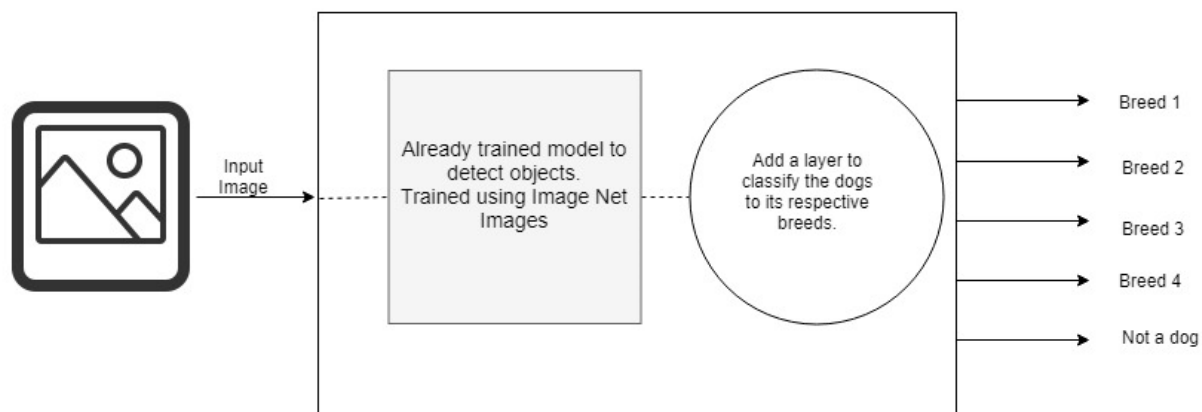 Input
Image
Already trained model to
detect objects.
Trained using Image Net
Images
Add a layer to
classify the dogs
to its respective
breeds.
Breed 1
Breed 2
Breed 3
Breed 4
Not a dog